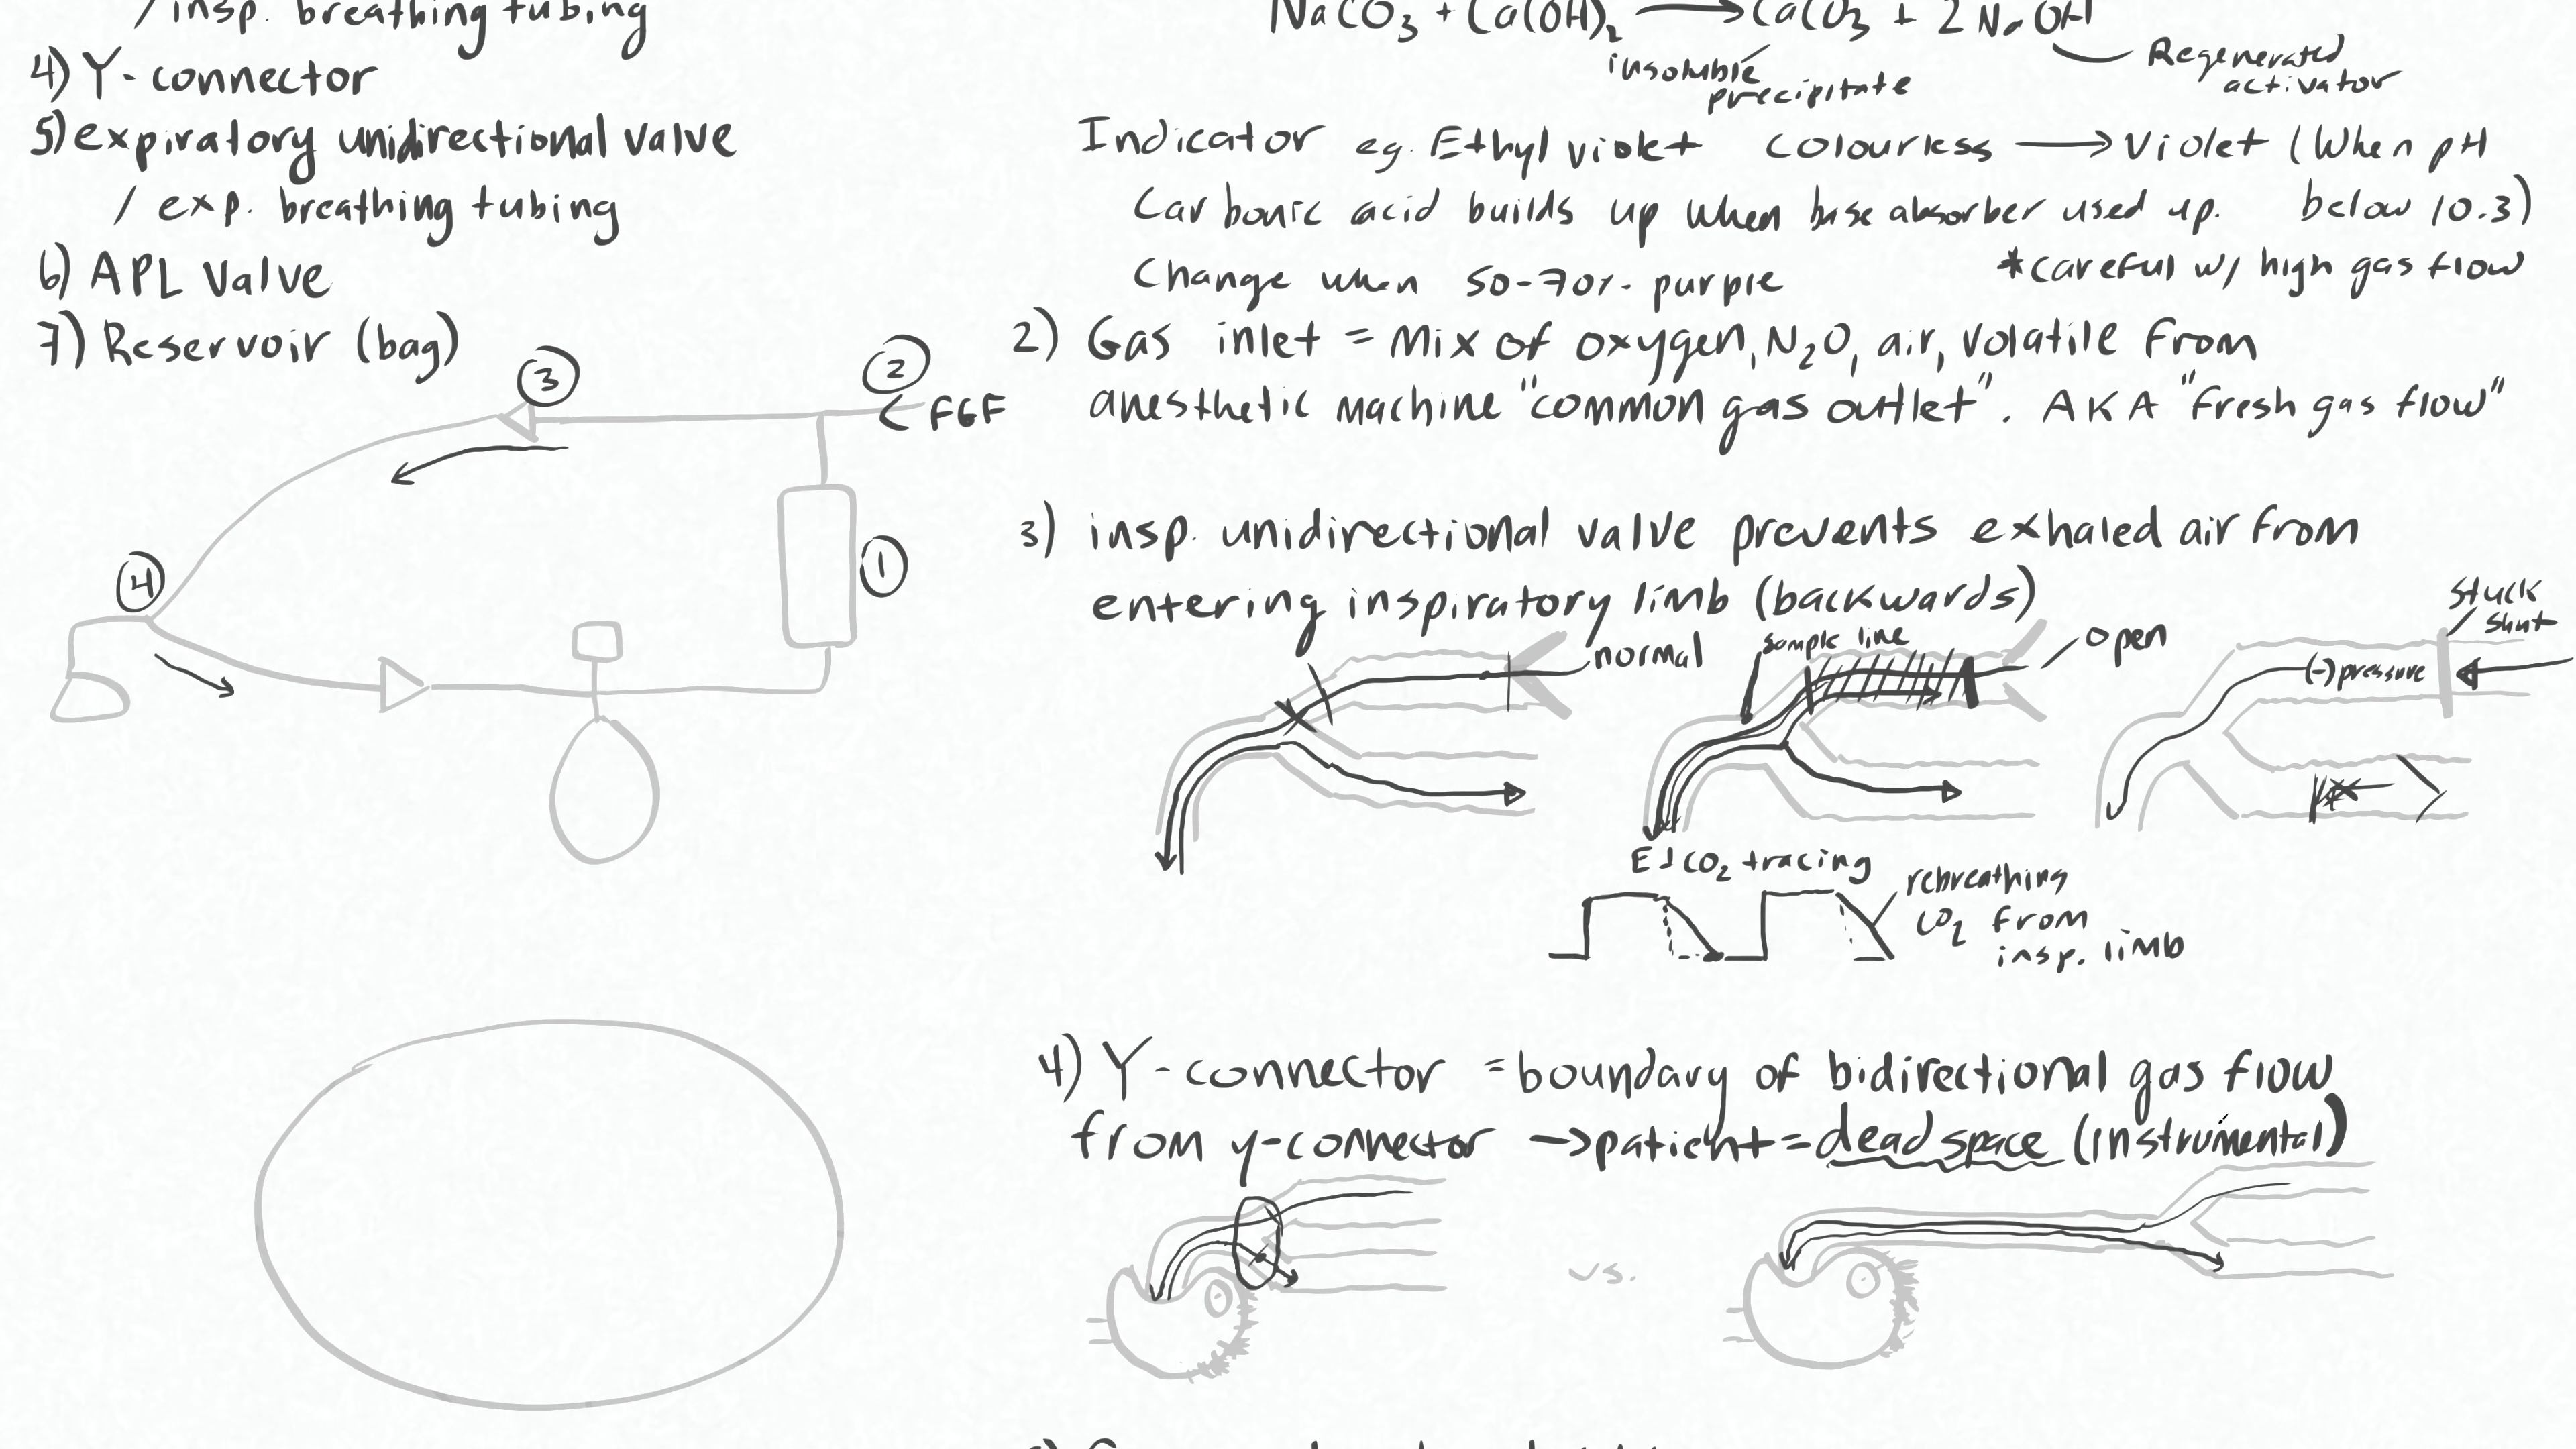 / insp. breathing tubing
4) Y-connector
5) expiratory unidirectional valve
/ exp. breathing tubing
6) APL Valve
7) Reservoir (bag)
3
2
< FGF
4
1
NaCO3 + Ca(OH)2 → CaCO3 + 2 NaOH
insoluble
precipitate
Regenerated
activator
Indicator eg. Ethyl violet colourless → violet (when pH
below 10.3)
Carbonic acid builds up when base absorber used up.
Change when 50-70% purple
*careful w/ high gas flow
2) Gas inlet = Mix of oxygen, N2O, air, volatile from
anesthetic machine "common gas outlet". AKA "fresh gas flow"
3) insp. unidirectional valve prevents exhaled air from
entering inspiratory limb (backwards)
normal
sample line
open
stuck
shut
(-) pressure
EtCO2 tracing
rebreathing
CO2 from
insp. limb
4) Y-connector = boundary of bidirectional gas flow
from y-connector → patient = dead space (instrumental)
vs.